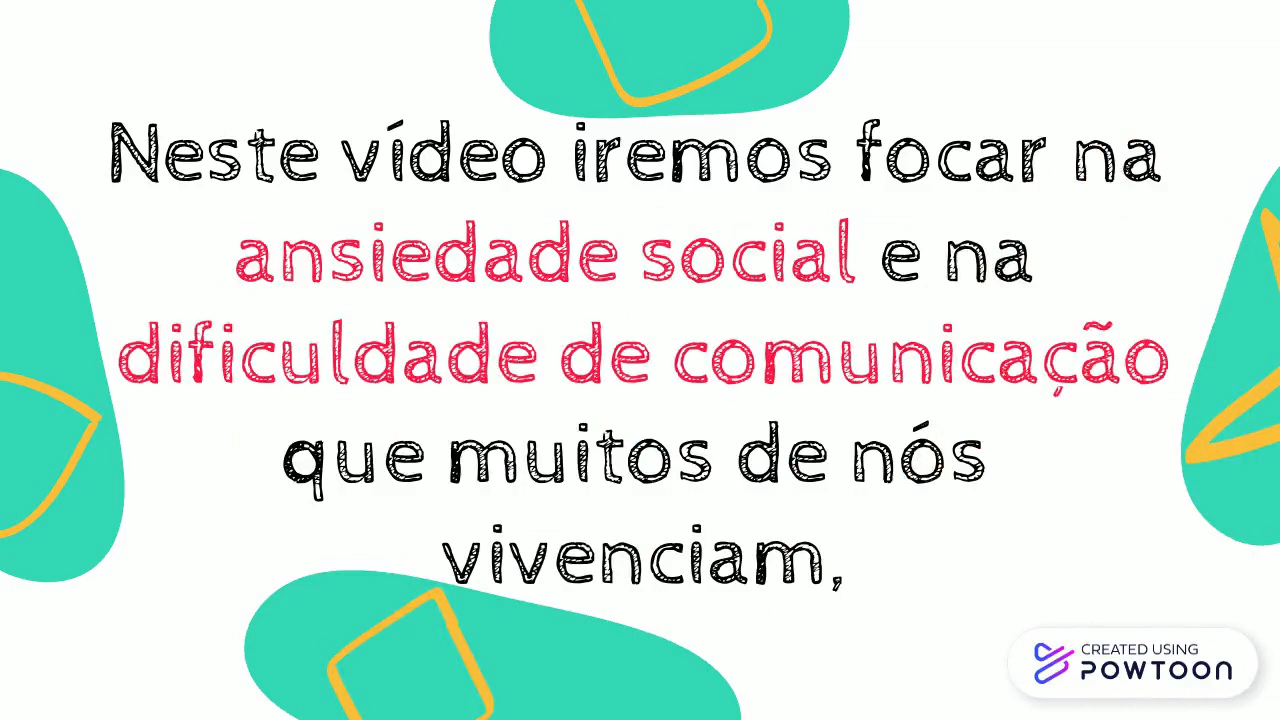 Neste vídeo iremos focar na
ansiedade social e na
dificuldade de comunicação
que muitos de nós
vivenciam,
CREATED USING
POWTOON